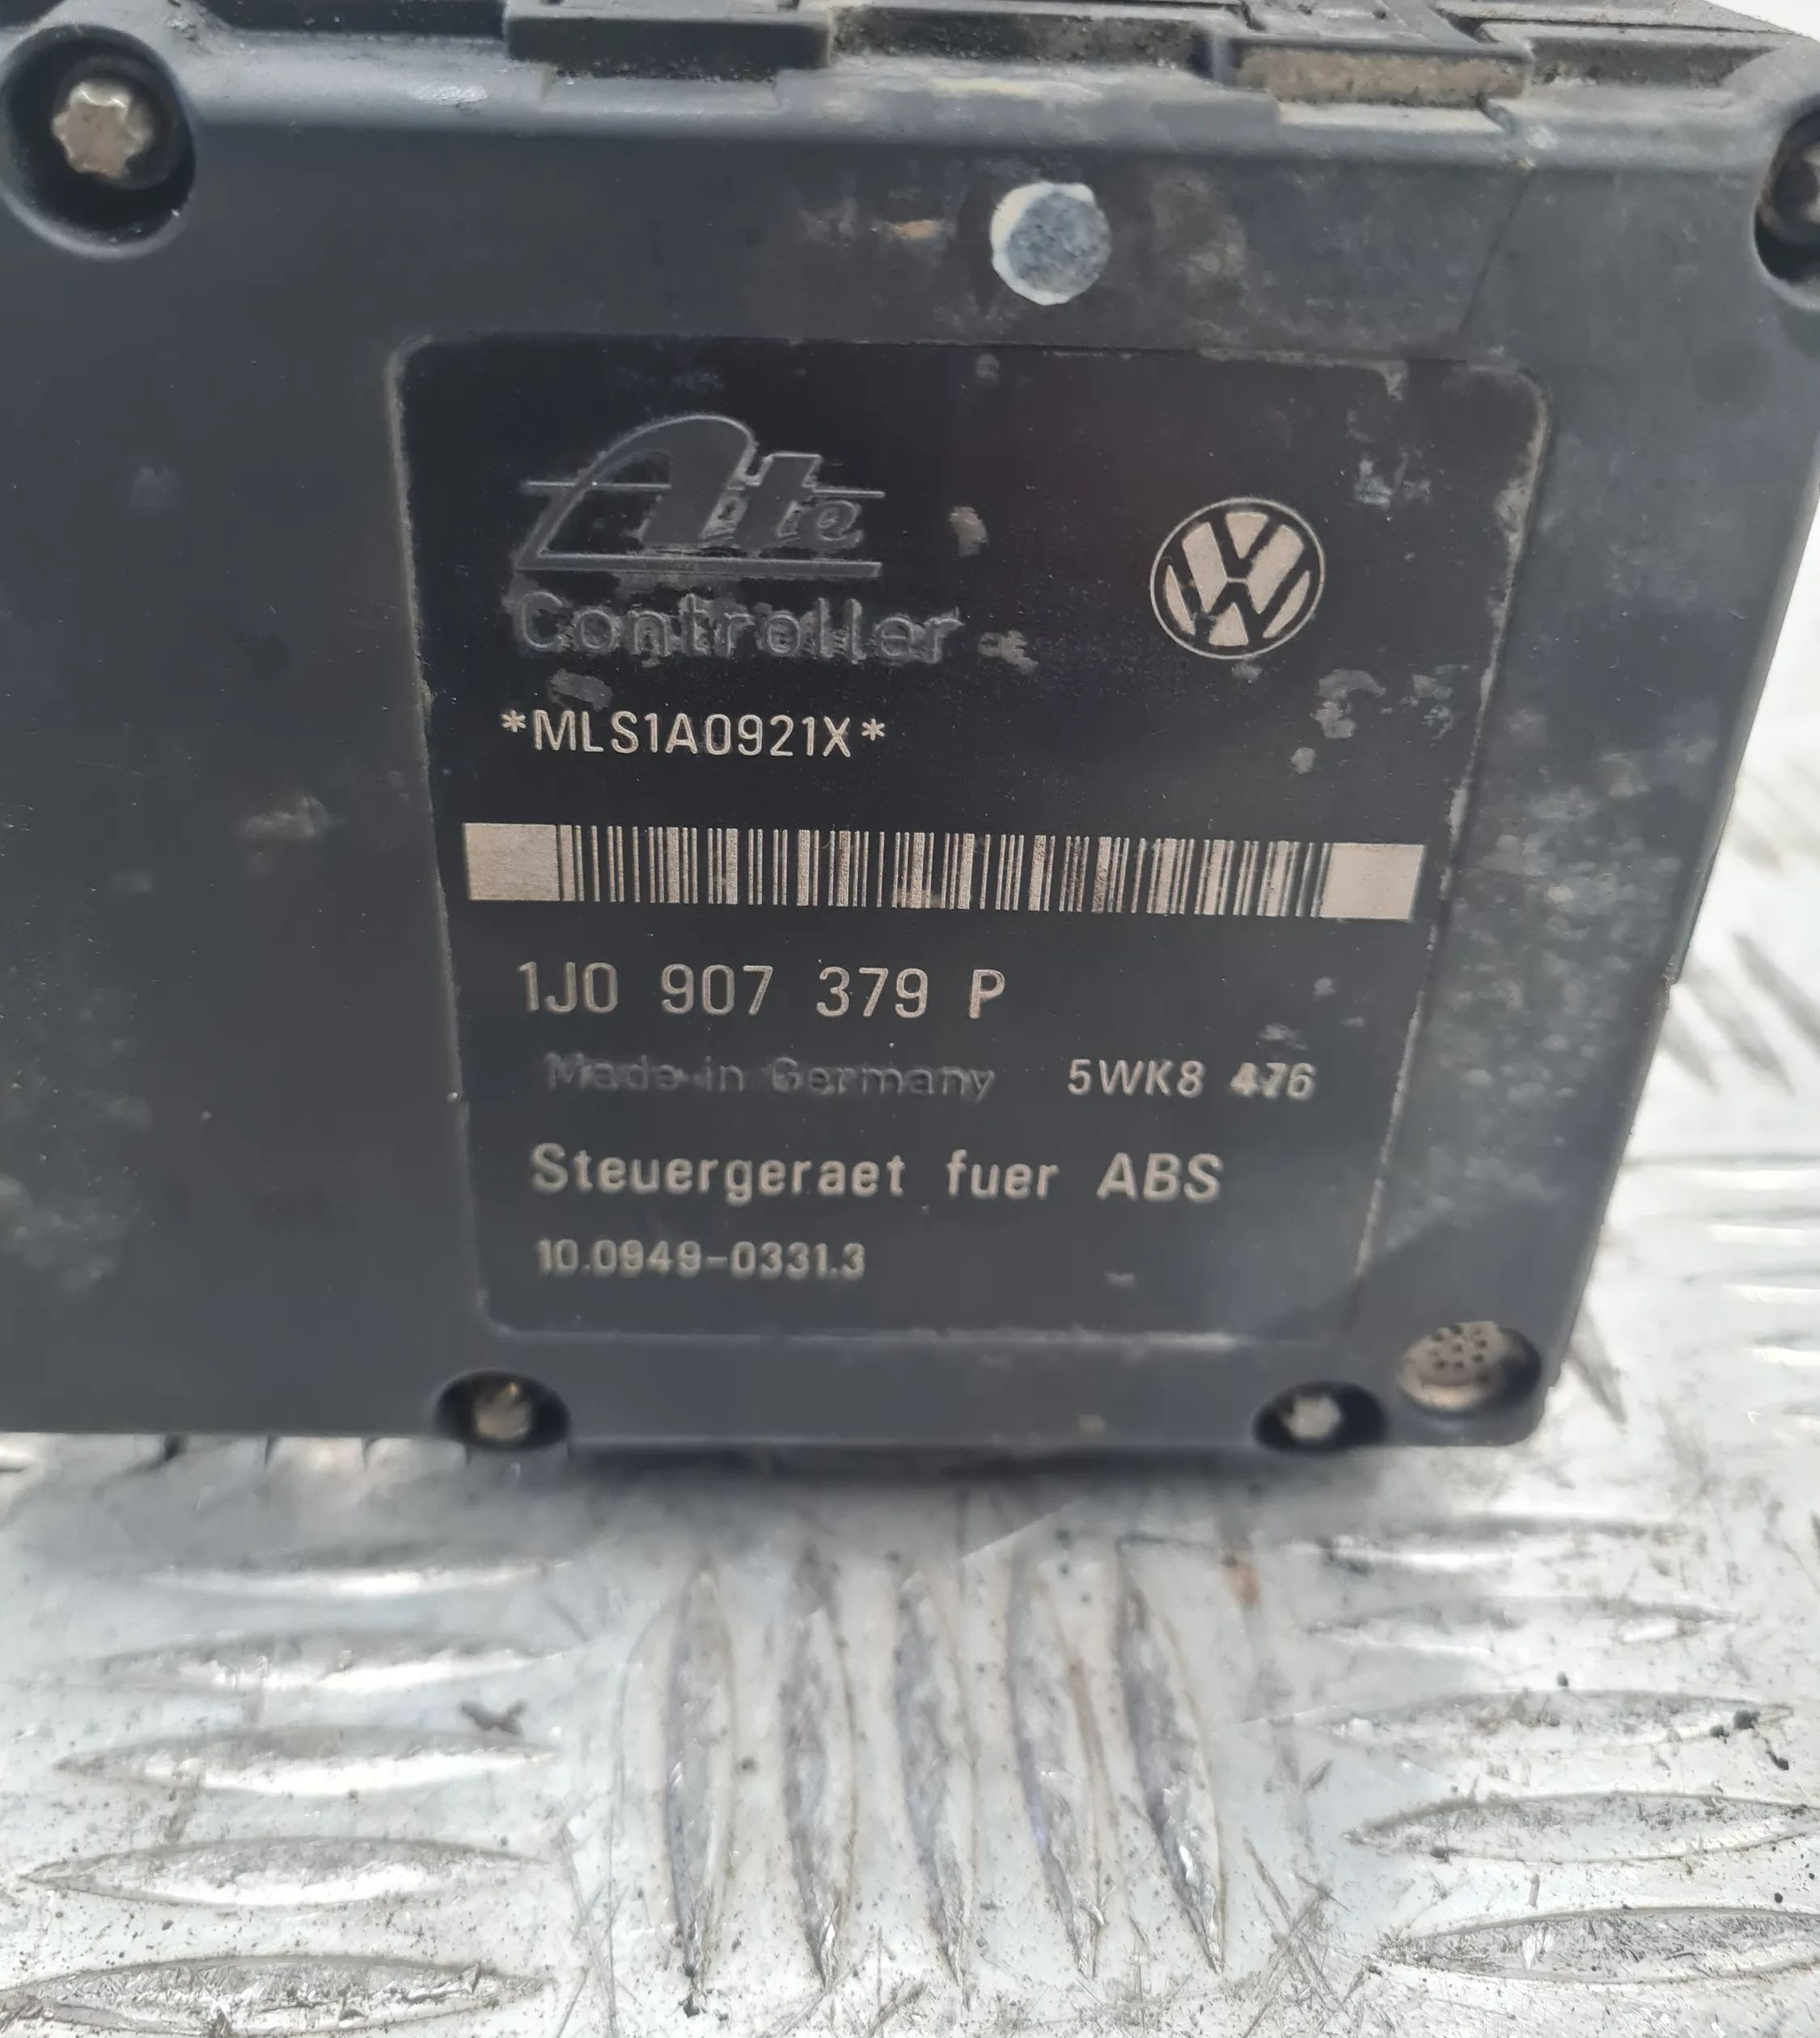 Ate
Controller
*MLS1A0921X*
1J0 907 379 P
Made in Germany 5WK8 476
Steuergeraet fuer ABS
10.0949-0331.3